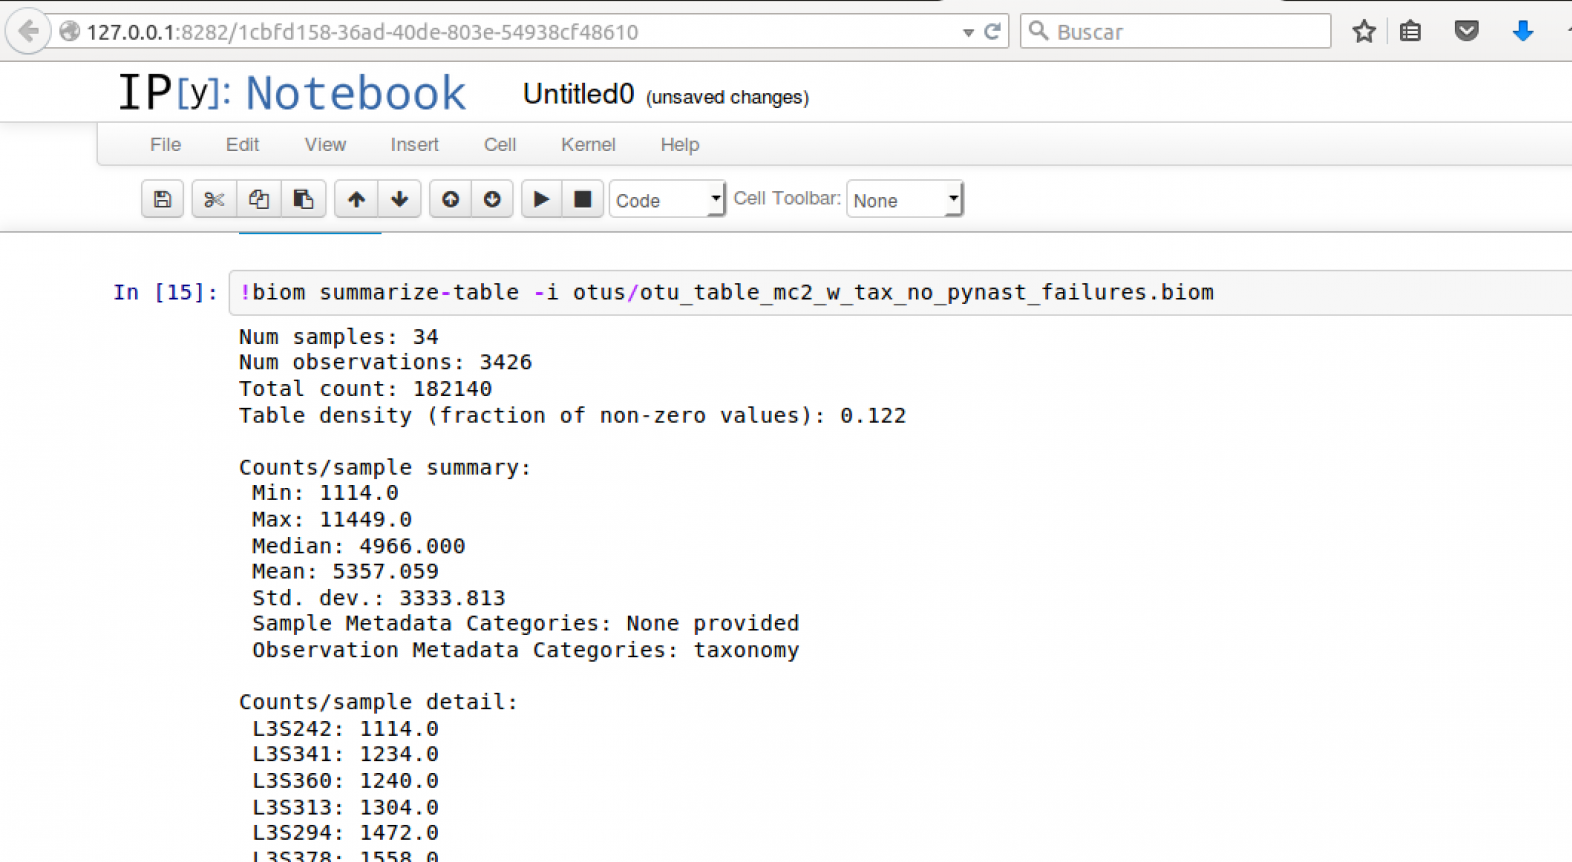 127.0.0.1:8282/1cbfd158-36ad-40de-803e-54938cf48610
Buscar
IP[y]: Notebook Untitled0 (unsaved changes)
File Edit View Insert Cell Kernel Help
Code Cell Toolbar: None
In [15]: !biom summarize-table -i otus/otu_table_mc2_w_tax_no_pynast_failures.biom
Num samples: 34
Num observations: 3426
Total count: 182140
Table density (fraction of non-zero values): 0.122
Counts/sample summary:
Min: 1114.0
Max: 11449.0
Median: 4966.000
Mean: 5357.059
Std. dev.: 3333.813
Sample Metadata Categories: None provided
Observation Metadata Categories: taxonomy
Counts/sample detail:
L3S242: 1114.0
L3S341: 1234.0
L3S360: 1240.0
L3S313: 1304.0
L3S294: 1472.0
L3S378: 1558.0